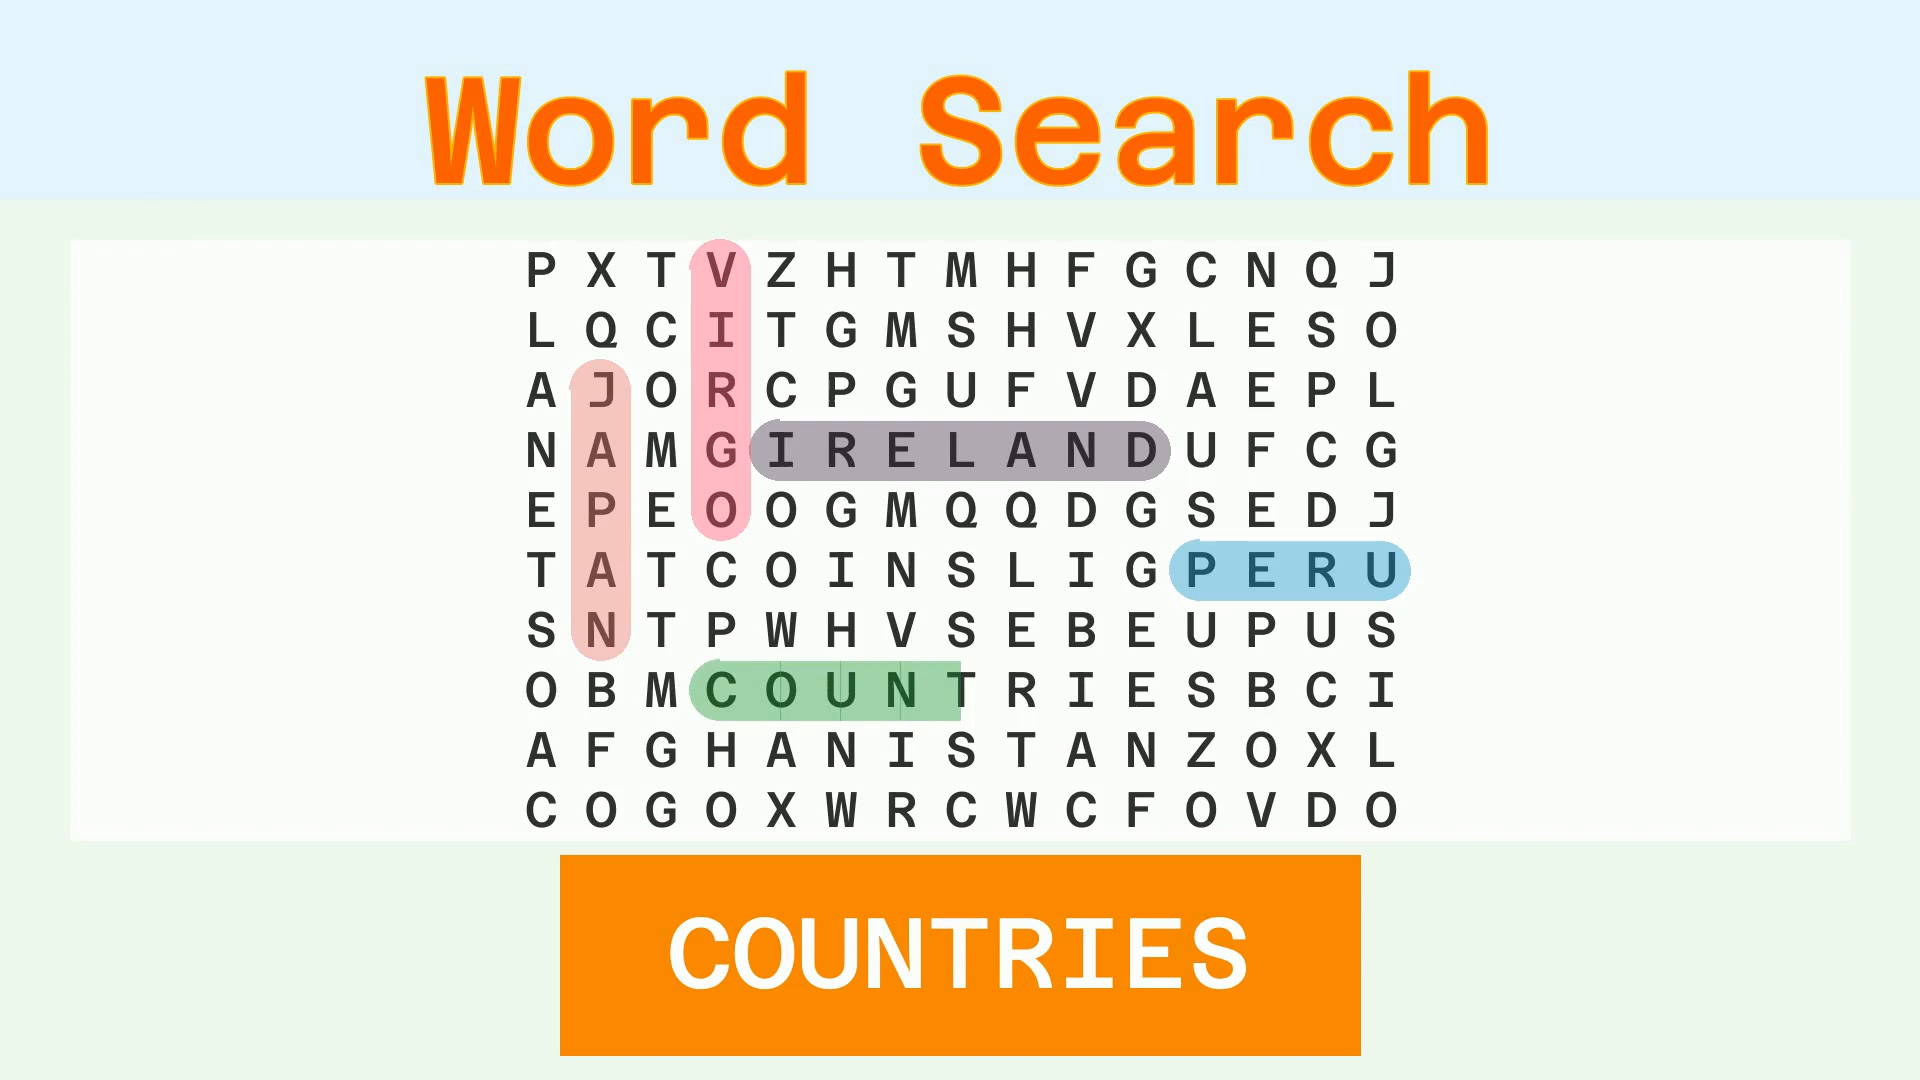 Word Search
P X T V Z H T M H F G C N Q J
L Q C I T G M S H V X L E S O
A J O R C P G U F V D A E P L
N A M G I R E L A N D U F C G
E P E O O G M Q Q D G S E D J
T A T C O I N S L I G P E R U
S N T P W H V S E B E U P U S
O B M C O U N T R I E S B C I
A F G H A N I S T A N Z O X L
C O G O X W R C W C F O V D O
COUNTRIES